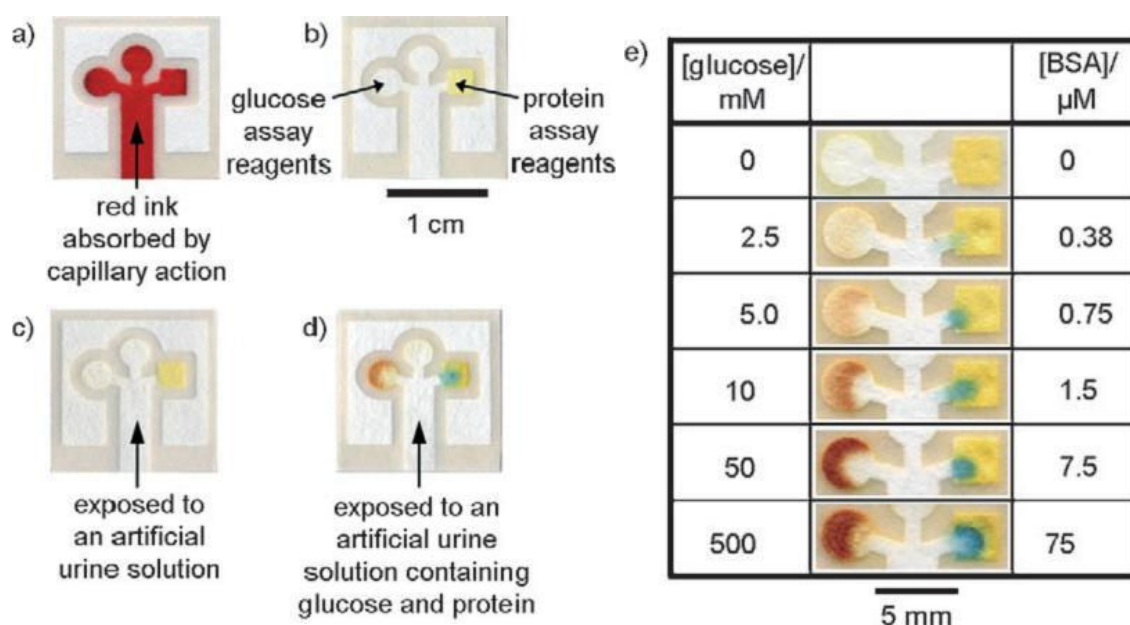 a)
red ink
absorbed by
capillary action
b)
glucose
assay
reagents
protein
assay
reagents
1 cm
c)
exposed to
an artificial
urine solution
d)
exposed to an
artificial urine
solution containing
glucose and protein
e)
[glucose]/
mM
[BSA]/
µM
0 0
2.5 0.38
5.0 0.75
10 1.5
50 7.5
500 75
5 mm